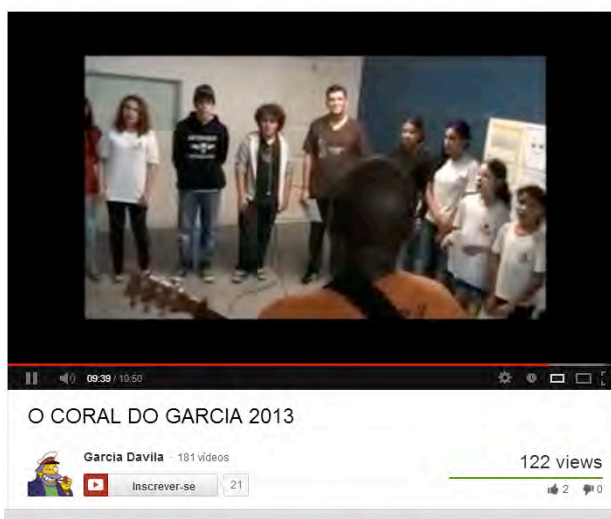 09:39 / 10:50
O CORAL DO GARCIA 2013
Garcia Davila · 181 vídeos
Inscrever-se 21
122 views
2 0